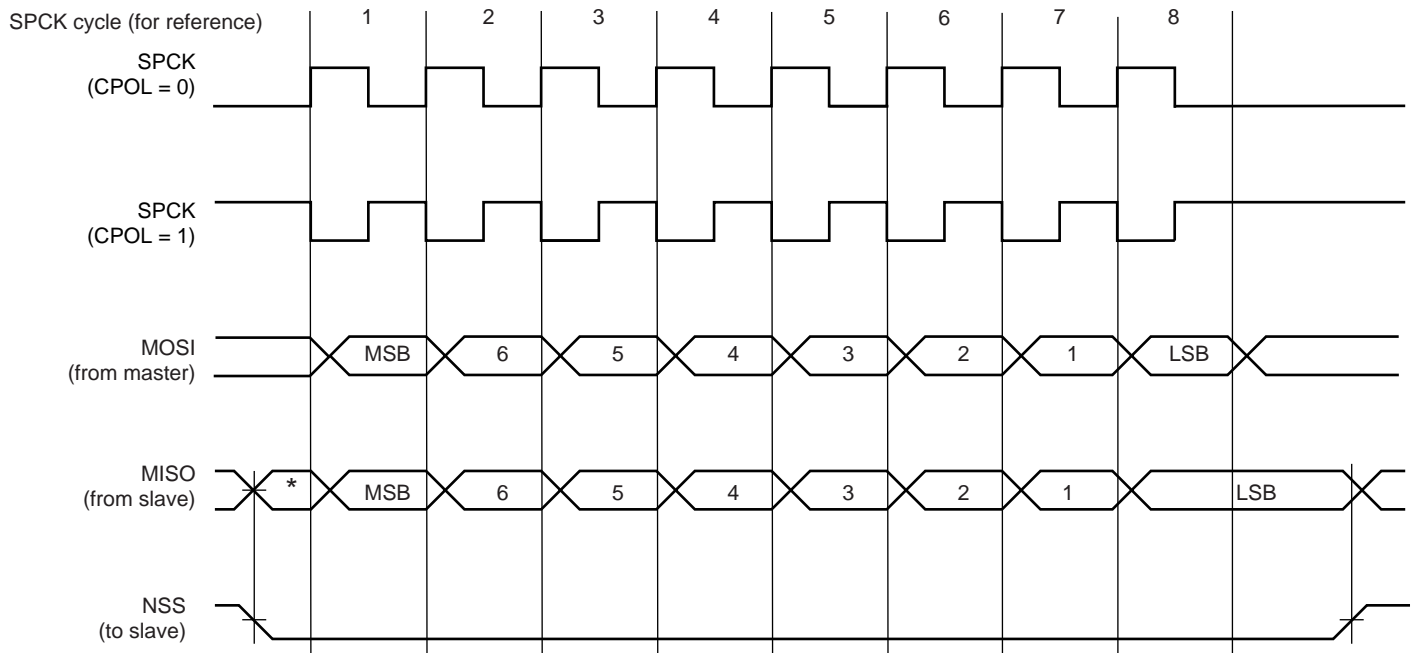 SPCK cycle (for reference) 1 2 3 4 5 6 7 8
SPCK
(CPOL = 0)
SPCK
(CPOL = 1)
MOSI
(from master)
MSB 6 5 4 3 2 1 LSB
MISO
(from slave)
* MSB 6 5 4 3 2 1 LSB
NSS
(to slave)